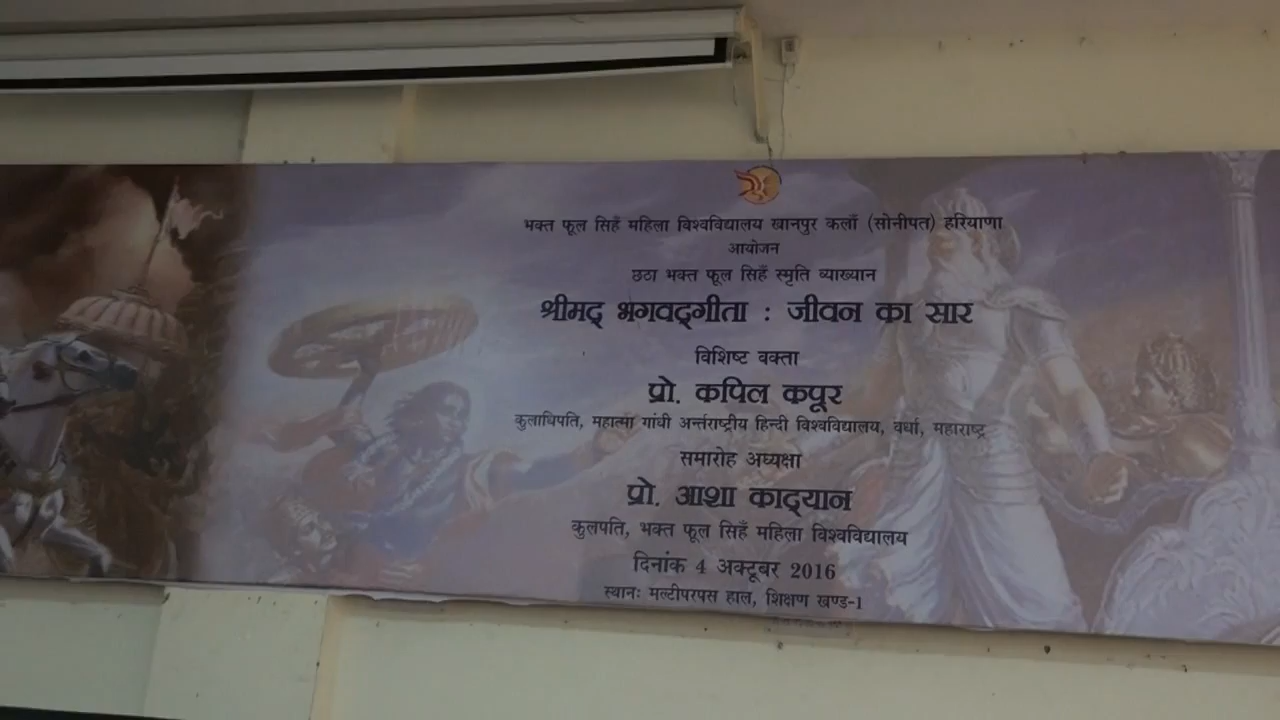 भक्त फूल सिहँ महिला विश्वविद्यालय खानपुर कलाँ (सोनीपत) हरियाणा
आयोजन
छठा भक्त फूल सिहँ स्मृति व्याख्यान
श्रीमद् भगवद्गीता : जीवन का सार
विशिष्ट वक्ता
प्रो. कपिल कपूर
कुलाधिपति, महात्मा गांधी अर्न्तराष्ट्रीय हिन्दी विश्वविद्यालय, वर्धा, महाराष्ट्र
समारोह अध्यक्षा
प्रो. आशा काद्यान
कुलपति, भक्त फूल सिहँ महिला विश्वविद्यालय
दिनांक 4 अक्टूबर 2016
स्थानः मल्टीपरपस हाल, शिक्षण खण्ड-1